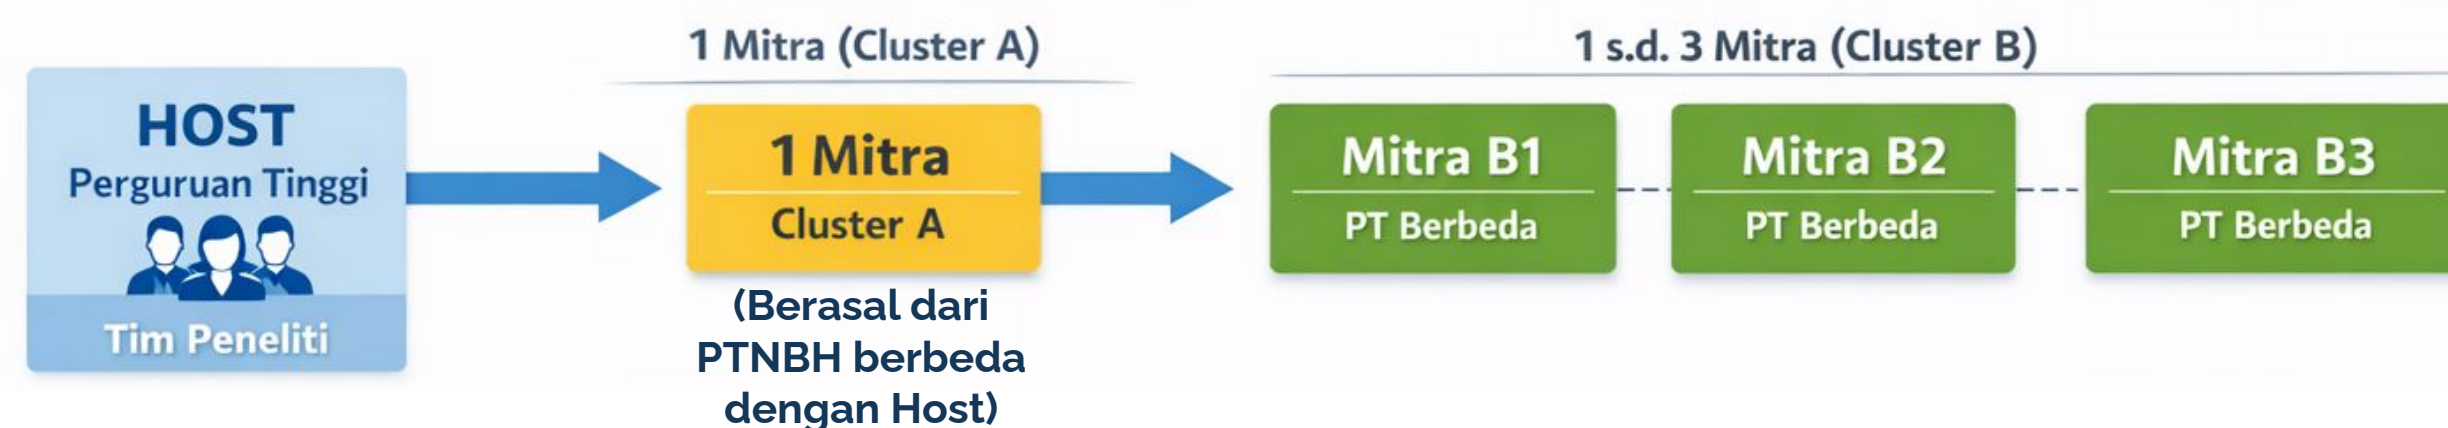 HOST
Perguruan Tinggi
Tim Peneliti
1 Mitra (Cluster A)
1 Mitra
Cluster A
(Berasal dari
PTNBH berbeda
dengan Host)
1 s.d. 3 Mitra (Cluster B)
Mitra B1
PT Berbeda
Mitra B2
PT Berbeda
Mitra B3
PT Berbeda